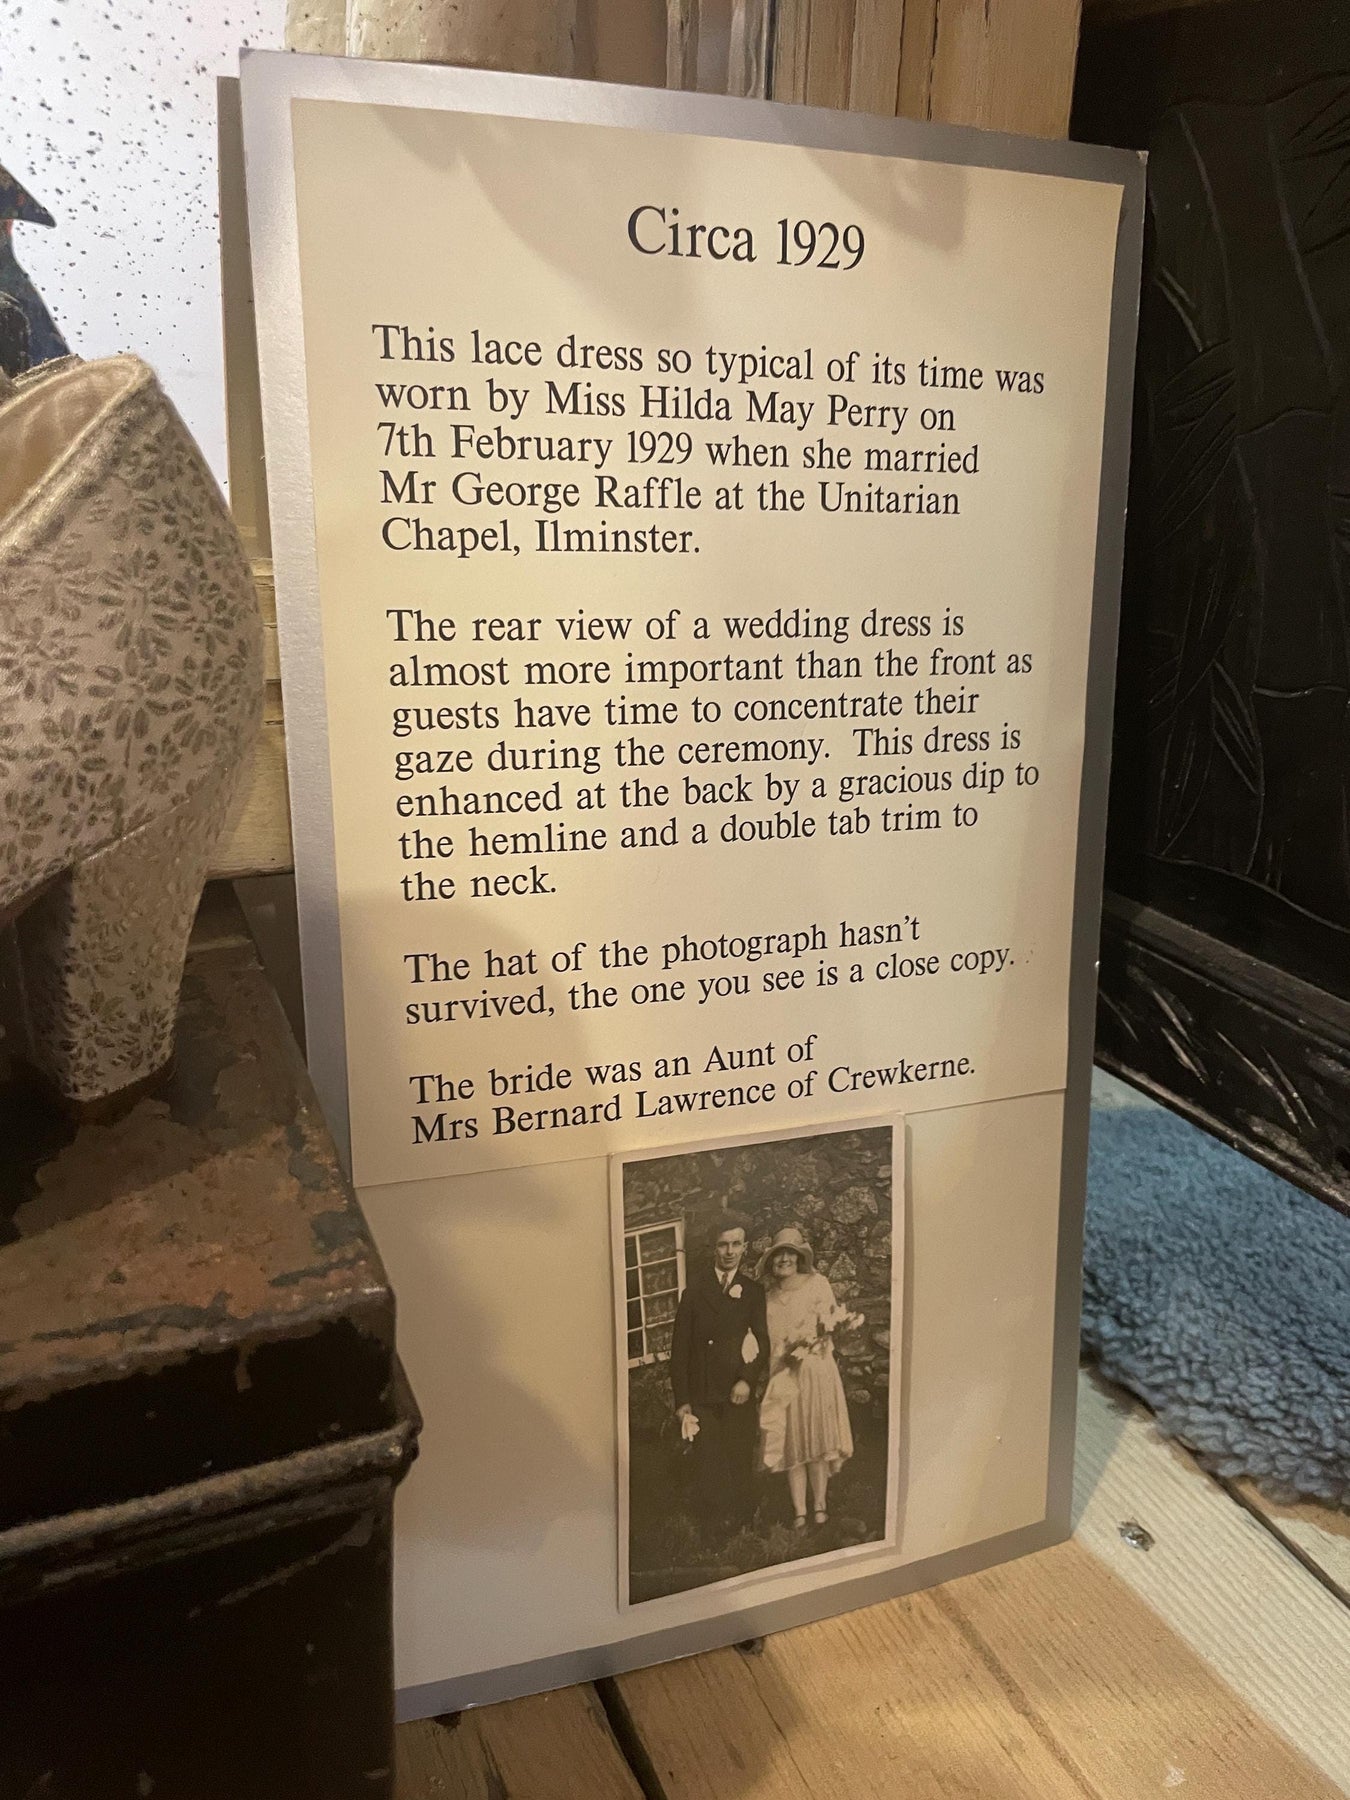 Circa 1929
This lace dress so typical of its time was
worn by Miss Hilda May Perry on
7th February 1929 when she married
Mr George Raffle at the Unitarian
Chapel, Ilminster.
The rear view of a wedding dress is
almost more important than the front as
guests have time to concentrate their
gaze during the ceremony. This dress is
enhanced at the back by a gracious dip to
the hemline and a double tab trim to
the neck.
The hat of the photograph hasn't
survived, the one you see is a close copy.
The bride was an Aunt of
Mrs Bernard Lawrence of Crewkerne.